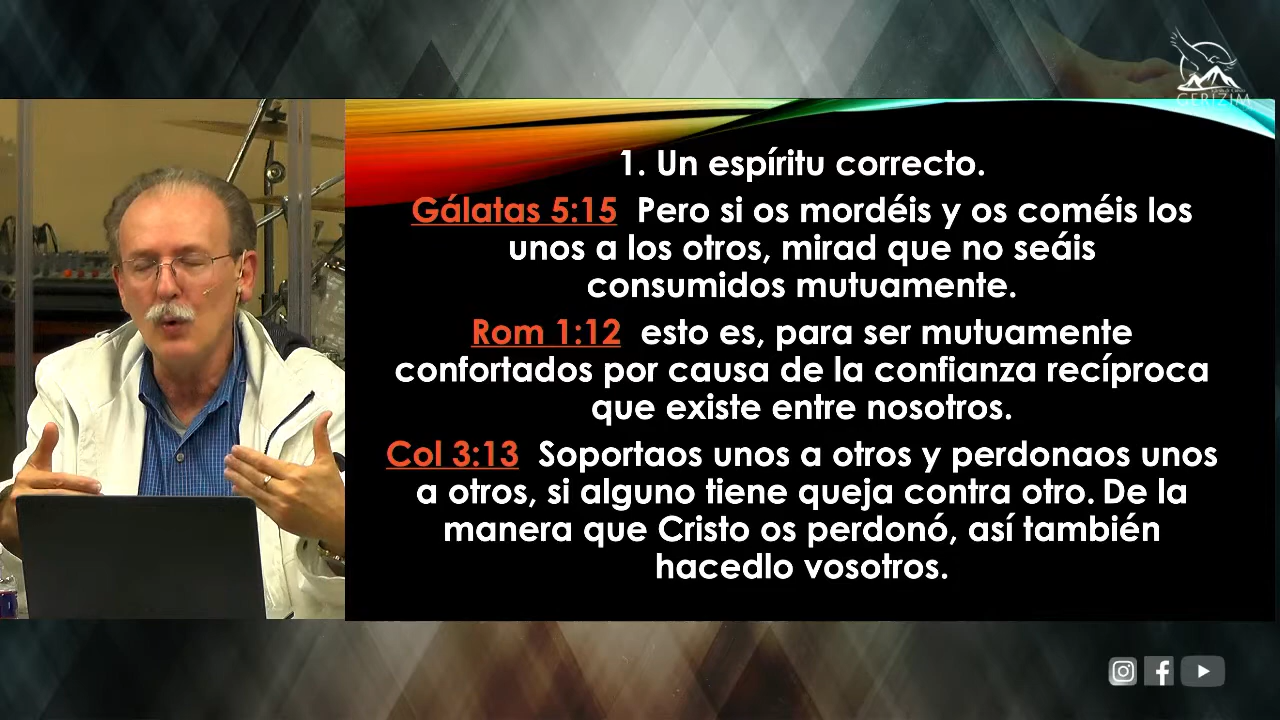 GERIZIM
1. Un espíritu correcto.
Gálatas 5:15 Pero si os mordéis y os coméis los
unos a los otros, mirad que no seáis
consumidos mutuamente.
Rom 1:12 esto es, para ser mutuamente
confortados por causa de la confianza recíproca
que existe entre nosotros.
Col 3:13 Soportaos unos a otros y perdonaos unos
a otros, si alguno tiene queja contra otro. De la
manera que Cristo os perdonó, así también
hacedlo vosotros.